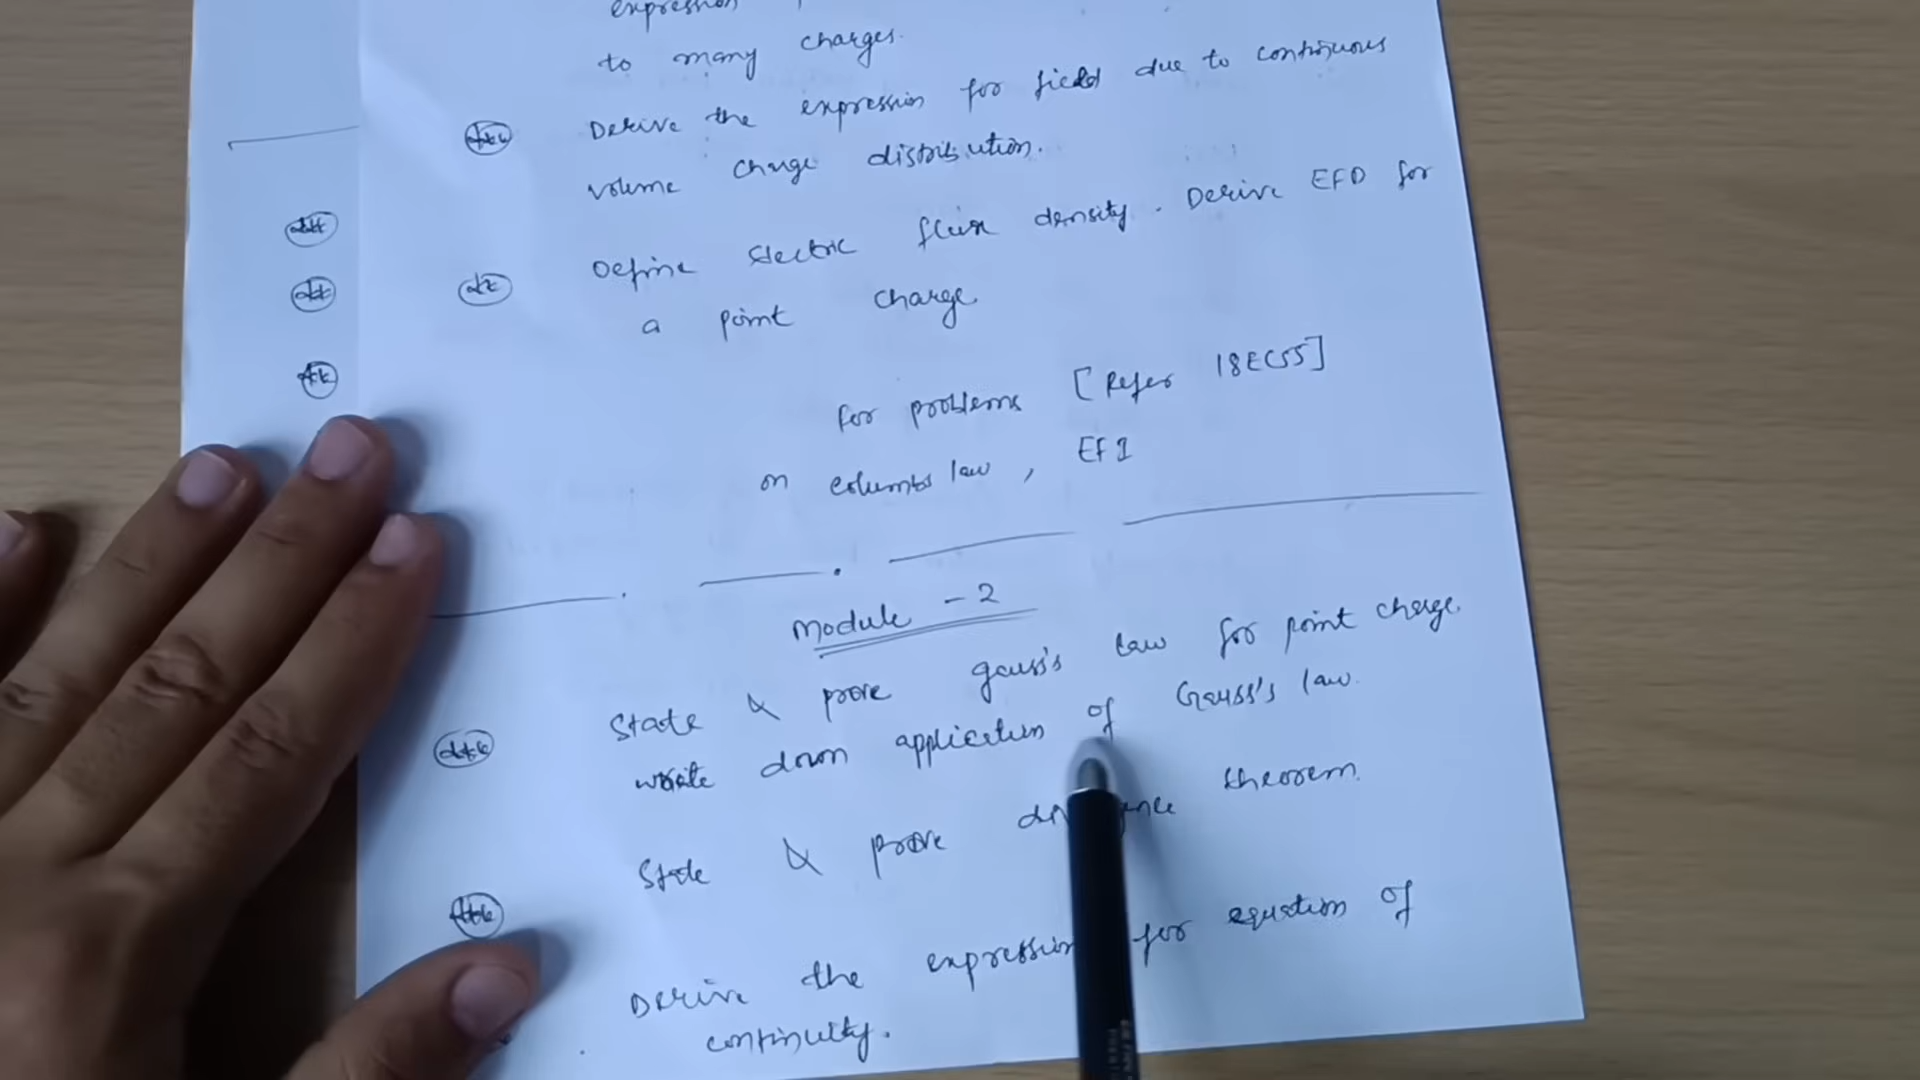 expression
to many charges.
Derive the expression for field due to continuous
volume charge distribution.
Define Electric flux density. Derive EFD for
a point charge
for problems [Refer 18EC55]
on columbs law, EFI
Module - 2
State & prove gauss's law for point charge.
write down application of Gauss's law.
State & prove theorem.
Derive the expression for equation of
continuity.